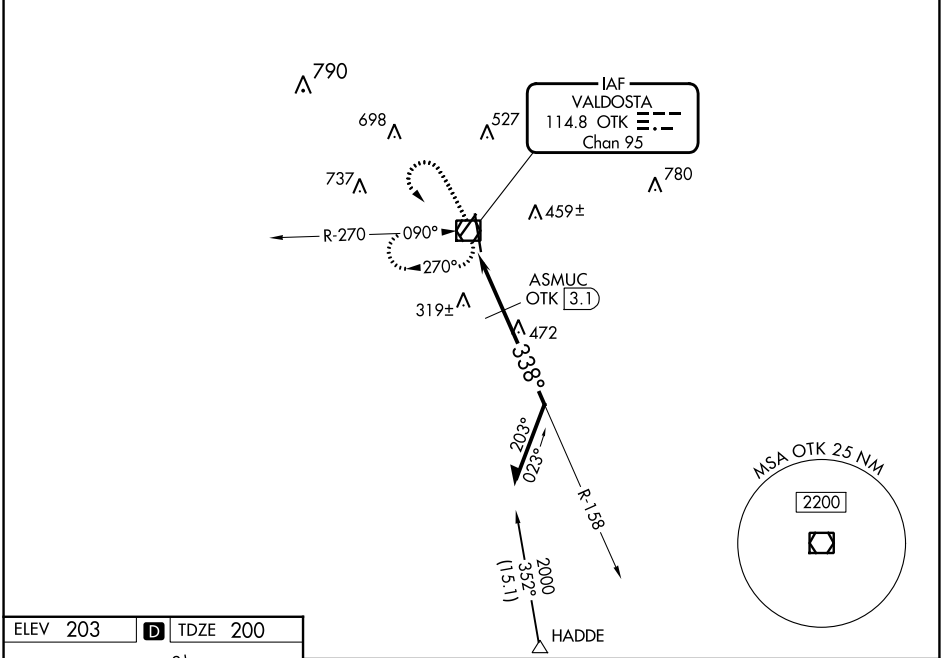 790
IAF
VALDOSTA
114.8 OTK
Chan 95
698
527
737
780
459±
R-270
090°
270°
ASMUC
OTK 3.1
319±
472
338°
203°
023°
R-158
MSA OTK 25 NM
2200
2000
352°
(15.1)
HADDE
ELEV 203 D TDZE 200